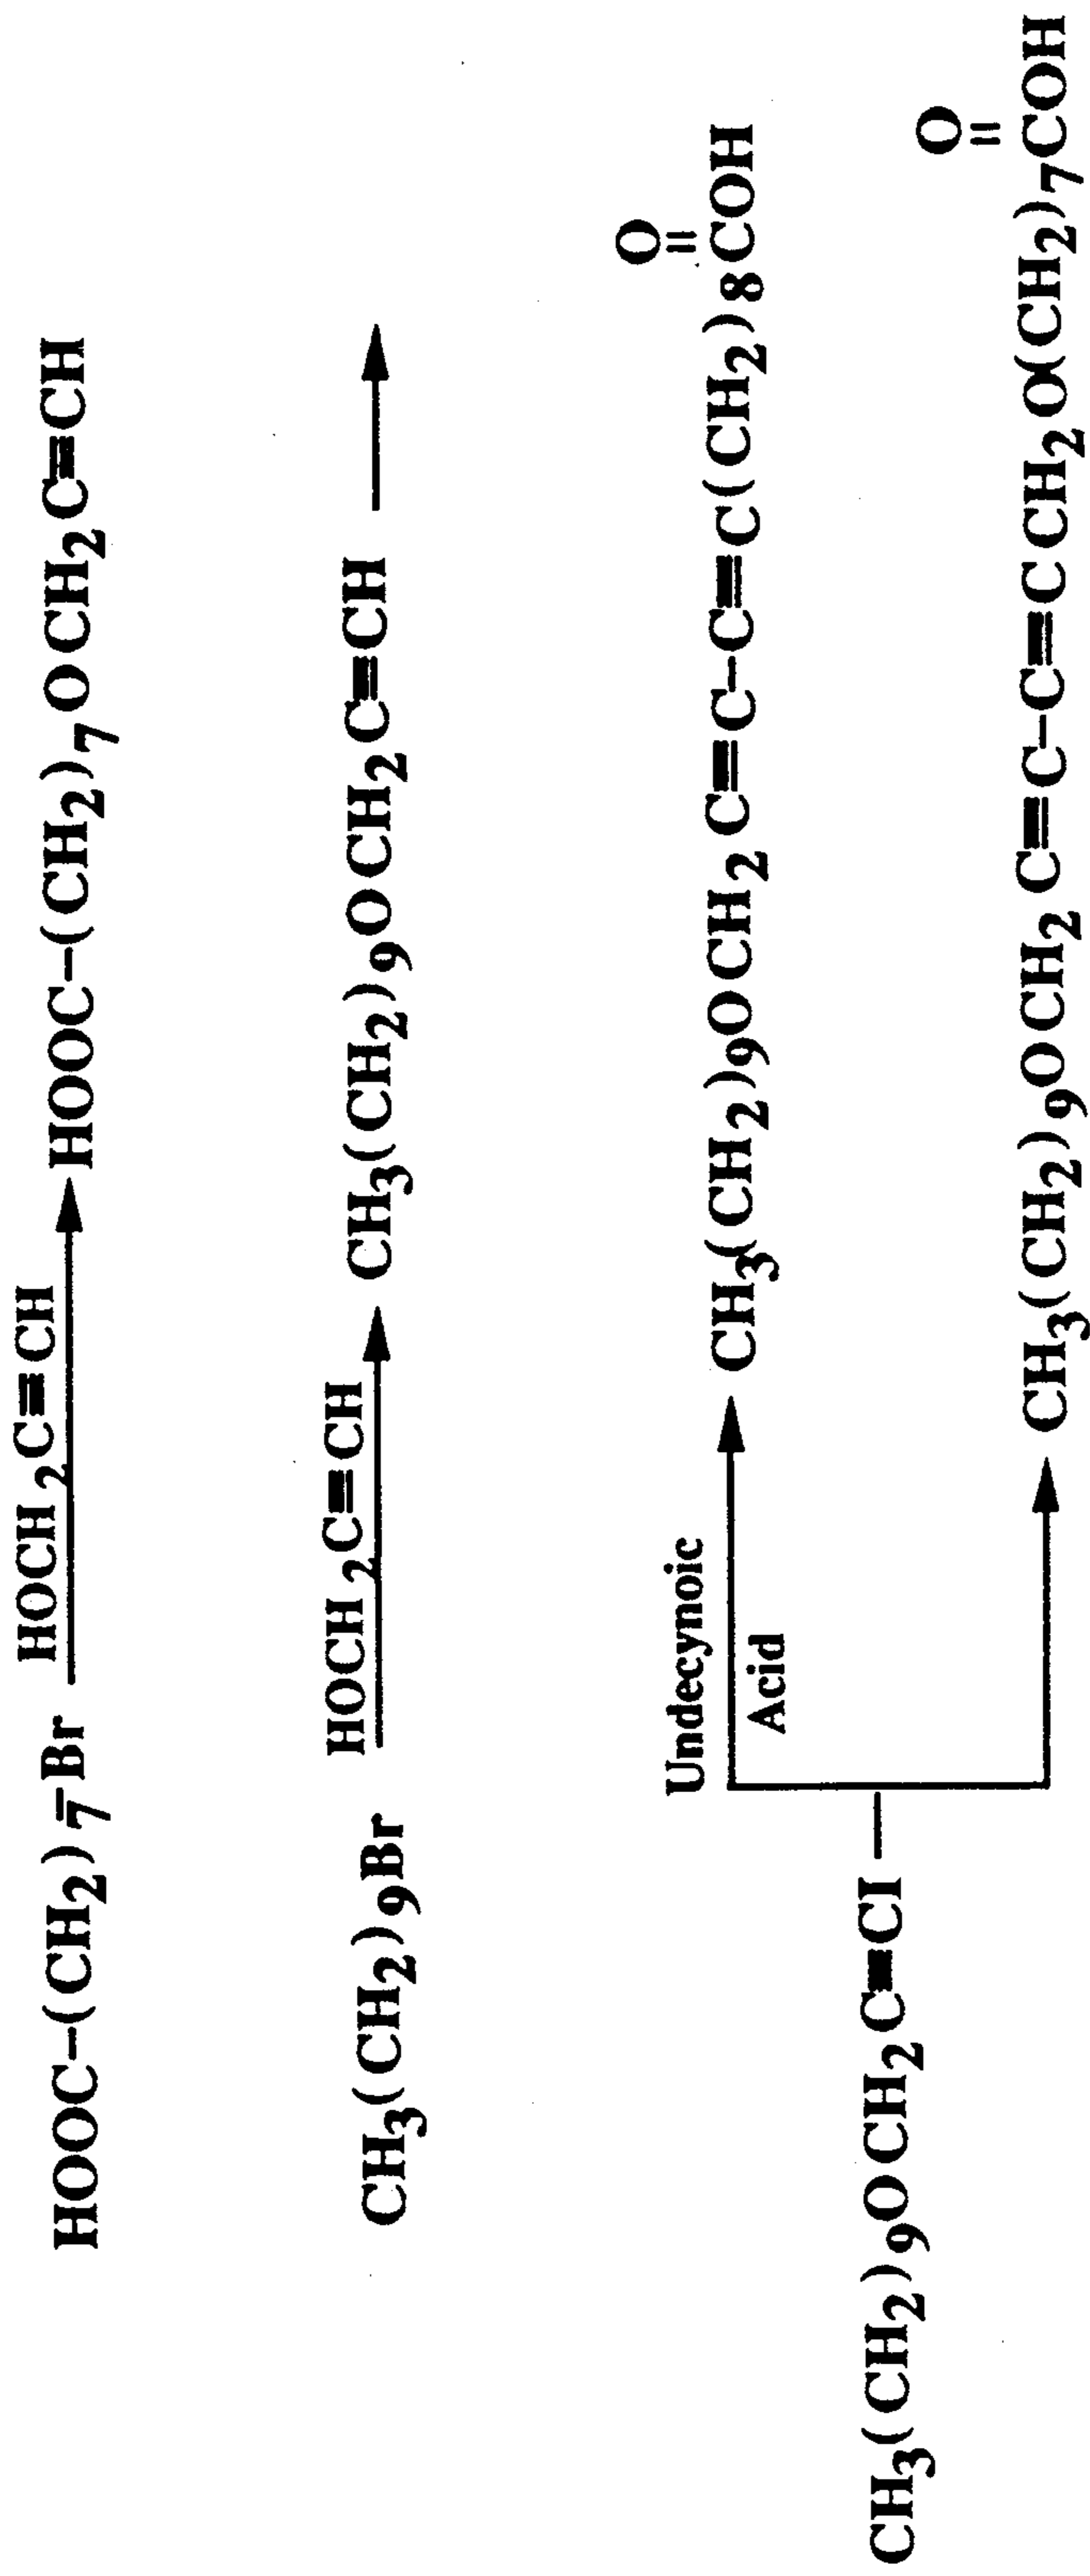 HOCH₂C≡CH
HOOC–(CH₂)₇–Br → HOOC–(CH₂)₇OCH₂C≡CH
HOCH₂C≡CH
CH₃(CH₂)₉Br → CH₃(CH₂)₉OCH₂C≡CH →
O
Undecynoic
CH₃(CH₂)₉OCH₂C≡C–C≡C(CH₂)₈COH
Acid
CH₃(CH₂)₉OCH₂C≡CI
O
CH₃(CH₂)₉OCH₂C≡C–C≡CCH₂O(CH₂)₇COH